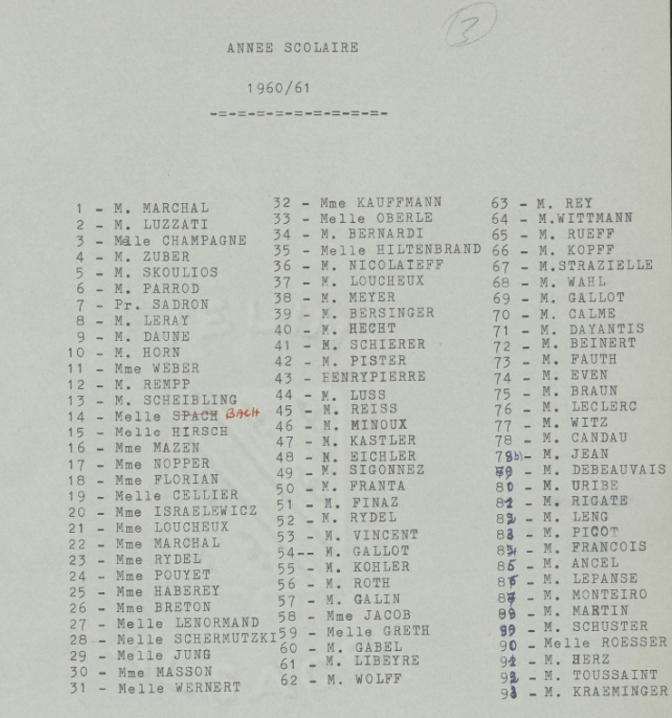 3
ANNEE SCOLAIRE
1960/61
-=-=-=-=-=-=-=-=-=-
1 - M. MARCHAL
2 - M. LUZZATI
3 - Melle CHAMPAGNE
4 - M. ZUBER
5 - M. SKOULIOS
6 - M. PARROD
7 - Pr. SADRON
8 - M. LERAY
9 - M. DAUNE
10 - M. HORN
11 - Mme WEBER
12 - M. REMPP
13 - M. SCHEIBLING
14 - Melle SPACH BACH
15 - Melle HIRSCH
16 - Mme MAZEN
17 - Mme NOPPER
18 - Mme FLORIAN
19 - Melle CELLIER
20 - Mme ISRAELEWICZ
21 - Mme LOUCHEUX
22 - Mme MARCHAL
23 - Mme RYDEL
24 - Mme POUYET
25 - Mme HABEREY
26 - Mme BRETON
27 - Melle LENORMAND
28 - Melle SCHERMUTZKI
29 - Melle JUNG
30 - Mme MASSON
31 - Melle WERNERT
32 - Mme KAUFFMANN
33 - Melle OBERLE
34 - M. BERNARDI
35 - Melle HILTENBRAND
36 - M. NICOLAIEFF
37 - M. LOUCHEUX
38 - M. MEYER
39 - M. BERSINGER
40 - M. HECHT
41 - M. SCHIERER
42 - M. PISTER
43 - HENRYPIERRE
44 - M. LUSS
45 - M. REISS
46 - M. MINOUX
47 - M. KASTLER
48 - M. EICHLER
49 - M. SIGONNEZ
50 - M. FRANTA
51 - M. FINAZ
52 - M. RYDEL
53 - M. VINCENT
54-- M. GALLOT
55 - M. KOHLER
56 - M. ROTH
57 - M. GALIN
58 - Mme JACOB
59 - Melle GRETH
60 - M. GABEL
61 - M. LIBEYRE
62 - M. WOLFF
63 - M. REY
64 - M.WITTMANN
65 - M. RUEFF
66 - M. KOPFF
67 - M.STRAZIELLE
68 - M. WAHL
69 - M. GALLOT
70 - M. CALME
71 - M. DAYANTIS
72 - M. BEINERT
73 - M. FAUTH
74 - M. EVEN
75 - M. BRAUN
76 - M. LECLERC
77 - M. WITZ
78 - M. CANDAU
- M. JEAN
79 - M. DEBEAUVAIS
80 - M. URIBE
81 - M. RIGATE
82 - M. LENG
83 - M. PICOT
84 - M. FRANCOIS
85 - M. ANCEL
86 - M. LEPANSE
87 - M. MONTEIRO
88 - M. MARTIN
89 - M. SCHUSTER
90 - Melle ROESSER
91 - M. HERZ
92 - M. TOUSSAINT
93 - M. KRAEMINGER